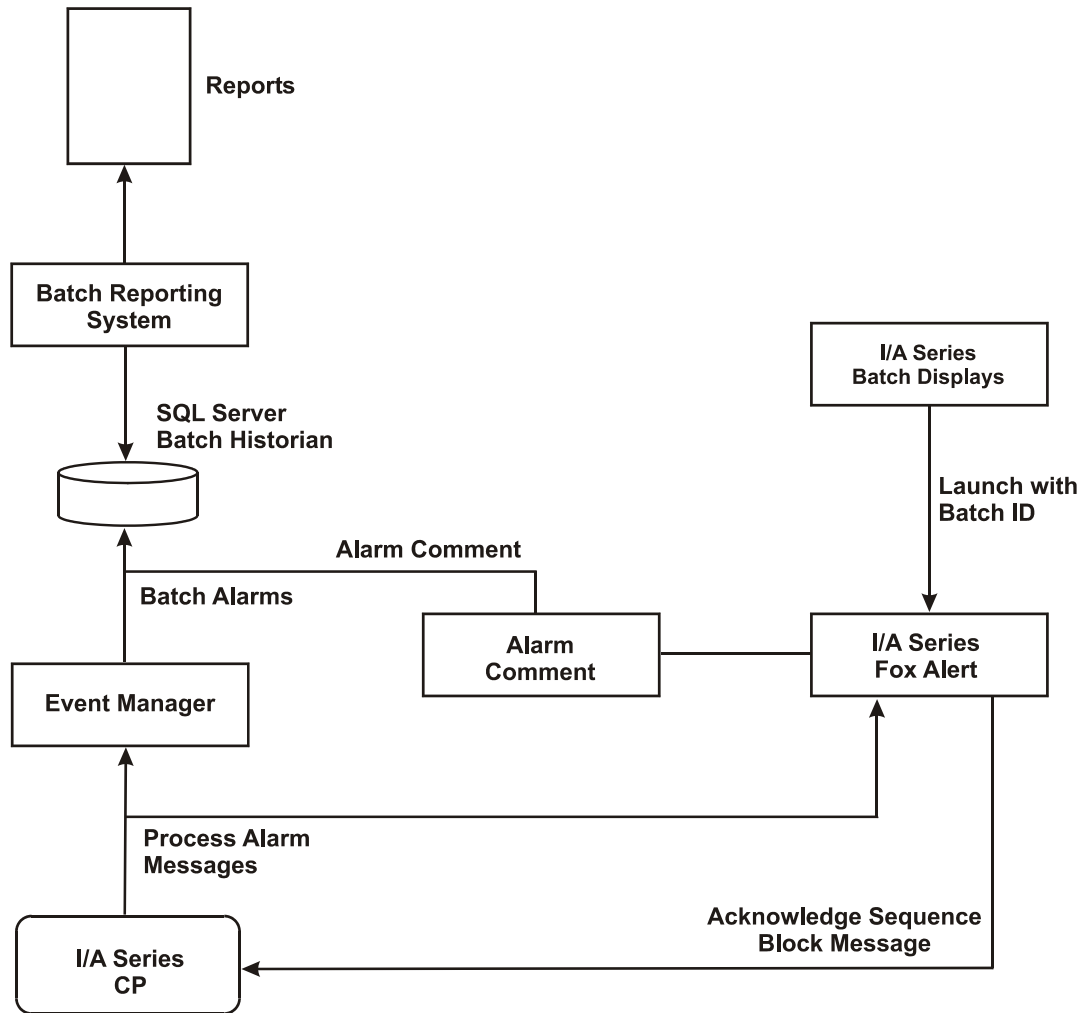 Reports
Batch Reporting
System
I/A Series
Batch Displays
SQL Server
Batch Historian
Launch with
Batch ID
Alarm Comment
Batch Alarms
Alarm
Comment
I/A Series
Fox Alert
Event Manager
Process Alarm
Messages
Acknowledge Sequence
Block Message
I/A Series
CP